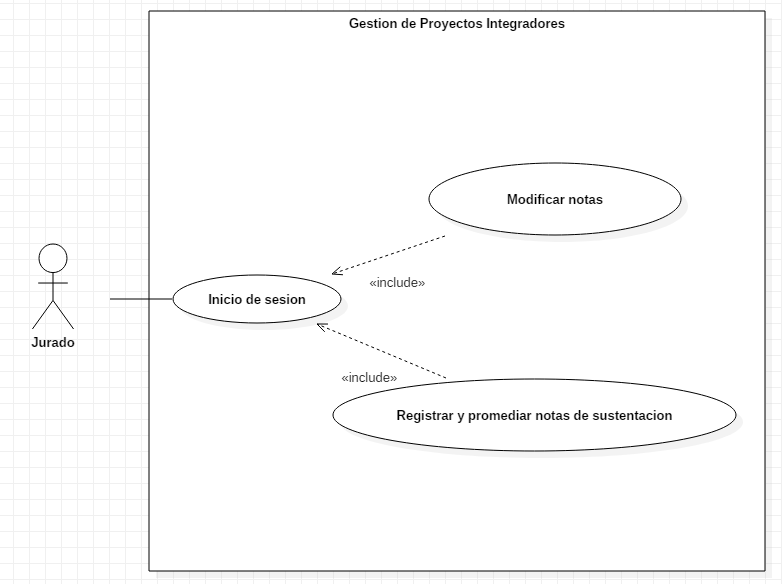 Gestion de Proyectos Integradores
Modificar notas
«include»
Inicio de sesion
Jurado
«include»
Registrar y promediar notas de sustentacion